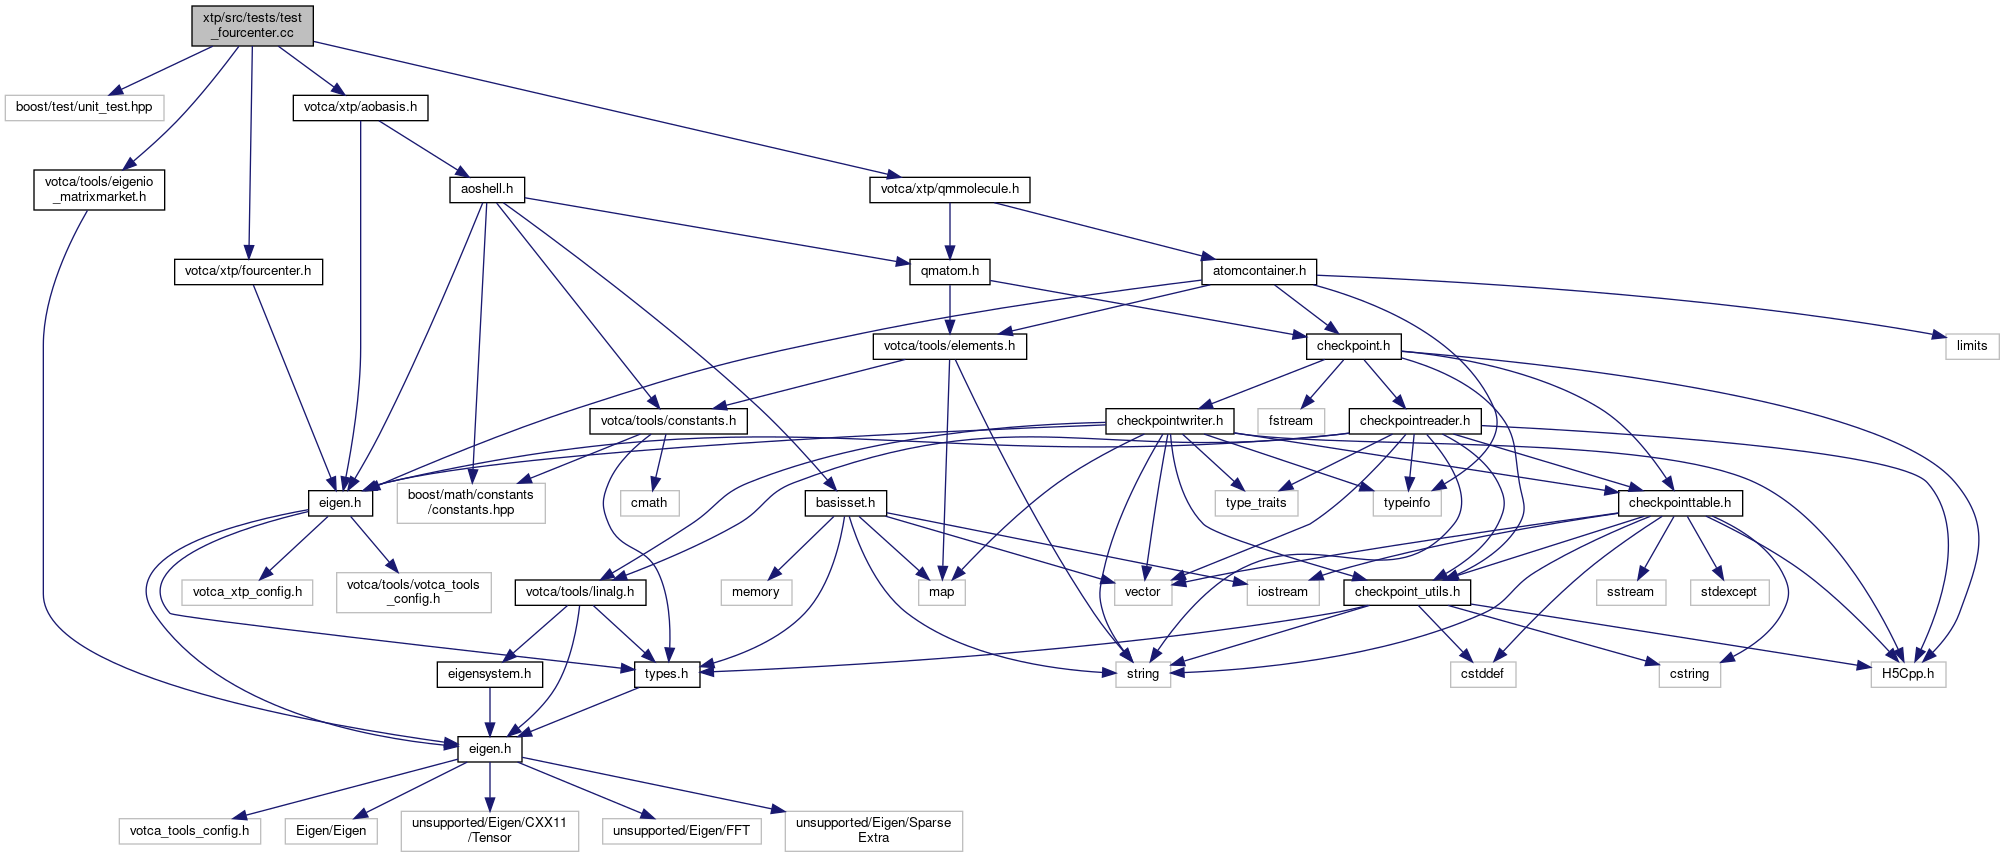 xtp/src/tests/test
_fourcenter.cc
boost/test/unit_test.hpp
votca/xtp/aobasis.h
votca/tools/eigenio
_matrixmarket.h
aoshell.h
votca/xtp/qmmolecule.h
votca/xtp/fourcenter.h
qmatom.h
atomcontainer.h
votca/tools/elements.h
checkpoint.h
limits
votca/tools/constants.h
checkpointwriter.h
fstream
checkpointreader.h
eigen.h
boost/math/constants
/constants.hpp
cmath
basisset.h
type_traits
typeinfo
checkpointtable.h
votca_xtp_config.h
votca/tools/votca_tools
_config.h
votca/tools/linalg.h
memory
map
vector
iostream
checkpoint_utils.h
sstream
stdexcept
eigensystem.h
types.h
string
cstddef
cstring
H5Cpp.h
eigen.h
votca_tools_config.h
Eigen/Eigen
unsupported/Eigen/CXX11
/Tensor
unsupported/Eigen/FFT
unsupported/Eigen/Sparse
Extra